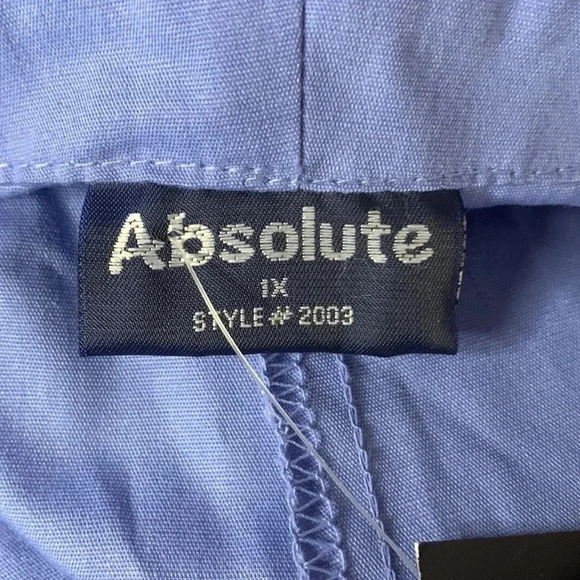 Absolute
1X
STYLE # 2003